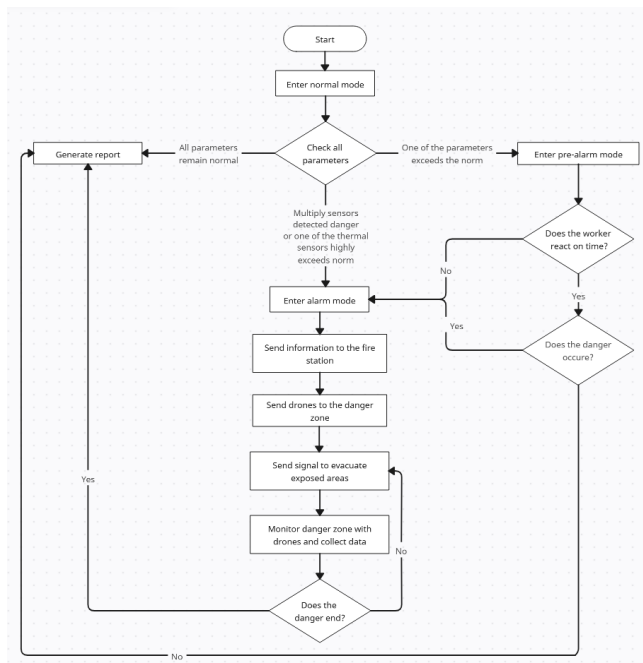 Start
Enter normal mode
Check all
parameters
All parameters
remain normal
Generate report
One of the parameters
exceeds the norm
Enter pre-alarm mode
Multiply sensors
detected danger
or one of the thermal
sensors highly
exceeds norm
Does the worker
react on time?
No
Yes
Enter alarm mode
Yes
Does the danger
occure?
Send information to the fire
station
Send drones to the danger
zone
Send signal to evacuate
exposed areas
Yes
Monitor danger zone with
drones and collect data
No
Does the
danger end?
No